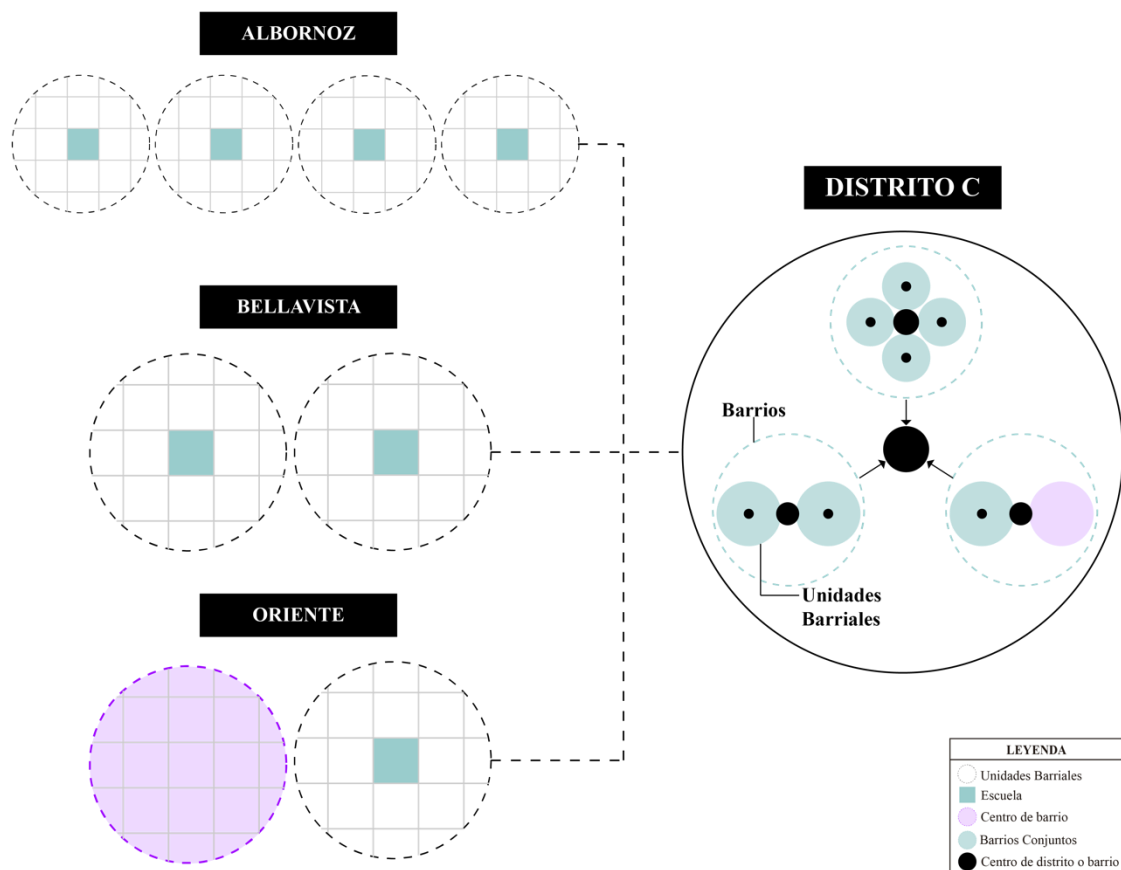 ALBORNOZ
DISTRITO C
BELLAVISTA
Barrios
Unidades
Barriales
ORIENTE
LEYENDA
Unidades Barriales
Escuela
Centro de barrio
Barrios Conjuntos
Centro de distrito o barrio